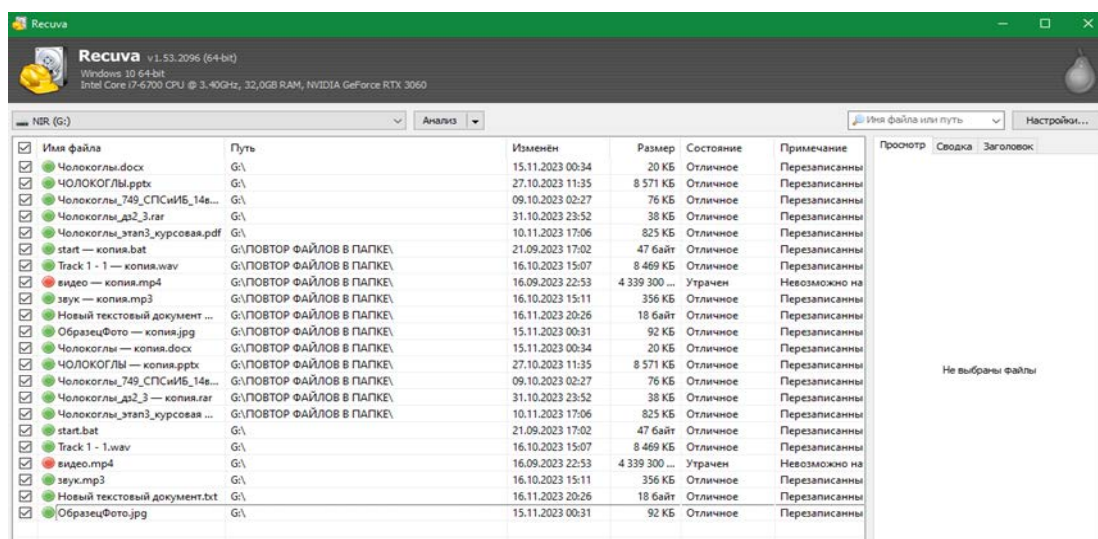 Recuva
Recuva v1.53.2096 (64-bit)
Windows 10 64-bit
Intel Core i7-6700 CPU @ 3.40GHz, 32,0GB RAM, NVIDIA GeForce RTX 3060
NIR (G:) Анализ Имя файла или путь Настройки...
Имя файла Путь Изменён Размер Состояние Примечание Просмотр Сводка Заголовок
Чолокоглы.docx G:\ 15.11.2023 00:34 20 КБ Отличное Перезаписанны
ЧОЛОКОГЛЫ.pptx G:\ 27.10.2023 11:35 8 571 КБ Отличное Перезаписанны
Чолокоглы_749_СПСиИБ_14в... G:\ 09.10.2023 02:27 76 КБ Отличное Перезаписанны
Чолокоглы_дз2_3.rar G:\ 31.10.2023 23:52 38 КБ Отличное Перезаписанны
Чолокоглы_этап3_курсовая.pdf G:\ 10.11.2023 17:06 825 КБ Отличное Перезаписанны
start — копия.bat G:\ПОВТОР ФАЙЛОВ В ПАПКЕ\ 21.09.2023 17:02 47 байт Отличное Перезаписанны
Track 1 - 1 — копия.wav G:\ПОВТОР ФАЙЛОВ В ПАПКЕ\ 16.10.2023 15:07 8 469 КБ Отличное Перезаписанны
видео — копия.mp4 G:\ПОВТОР ФАЙЛОВ В ПАПКЕ\ 16.09.2023 22:53 4 339 300 ... Утрачен Невозможно на
звук — копия.mp3 G:\ПОВТОР ФАЙЛОВ В ПАПКЕ\ 16.10.2023 15:11 356 КБ Отличное Перезаписанны
Новый текстовый документ ... G:\ПОВТОР ФАЙЛОВ В ПАПКЕ\ 16.11.2023 20:26 18 байт Отличное Перезаписанны
ОбразецФото — копия.jpg G:\ПОВТОР ФАЙЛОВ В ПАПКЕ\ 15.11.2023 00:31 92 КБ Отличное Перезаписанны
Чолокоглы — копия.docx G:\ПОВТОР ФАЙЛОВ В ПАПКЕ\ 15.11.2023 00:34 20 КБ Отличное Перезаписанны
ЧОЛОКОГЛЫ — копия.pptx G:\ПОВТОР ФАЙЛОВ В ПАПКЕ\ 27.10.2023 11:35 8 571 КБ Отличное Перезаписанны
Не выбраны файлы
Чолокоглы_749_СПСиИБ_14в... G:\ПОВТОР ФАЙЛОВ В ПАПКЕ\ 09.10.2023 02:27 76 КБ Отличное Перезаписанны
Чолокоглы_дз2_3 — копия.rar G:\ПОВТОР ФАЙЛОВ В ПАПКЕ\ 31.10.2023 23:52 38 КБ Отличное Перезаписанны
Чолокоглы_этап3_курсовая ... G:\ПОВТОР ФАЙЛОВ В ПАПКЕ\ 10.11.2023 17:06 825 КБ Отличное Перезаписанны
start.bat G:\ 21.09.2023 17:02 47 байт Отличное Перезаписанны
Track 1 - 1.wav G:\ 16.10.2023 15:07 8 469 КБ Отличное Перезаписанны
видео.mp4 G:\ 16.09.2023 22:53 4 339 300 ... Утрачен Невозможно на
звук.mp3 G:\ 16.10.2023 15:11 356 КБ Отличное Перезаписанны
Новый текстовый документ.txt G:\ 16.11.2023 20:26 18 байт Отличное Перезаписанны
ОбразецФото.jpg G:\ 15.11.2023 00:31 92 КБ Отличное Перезаписанны